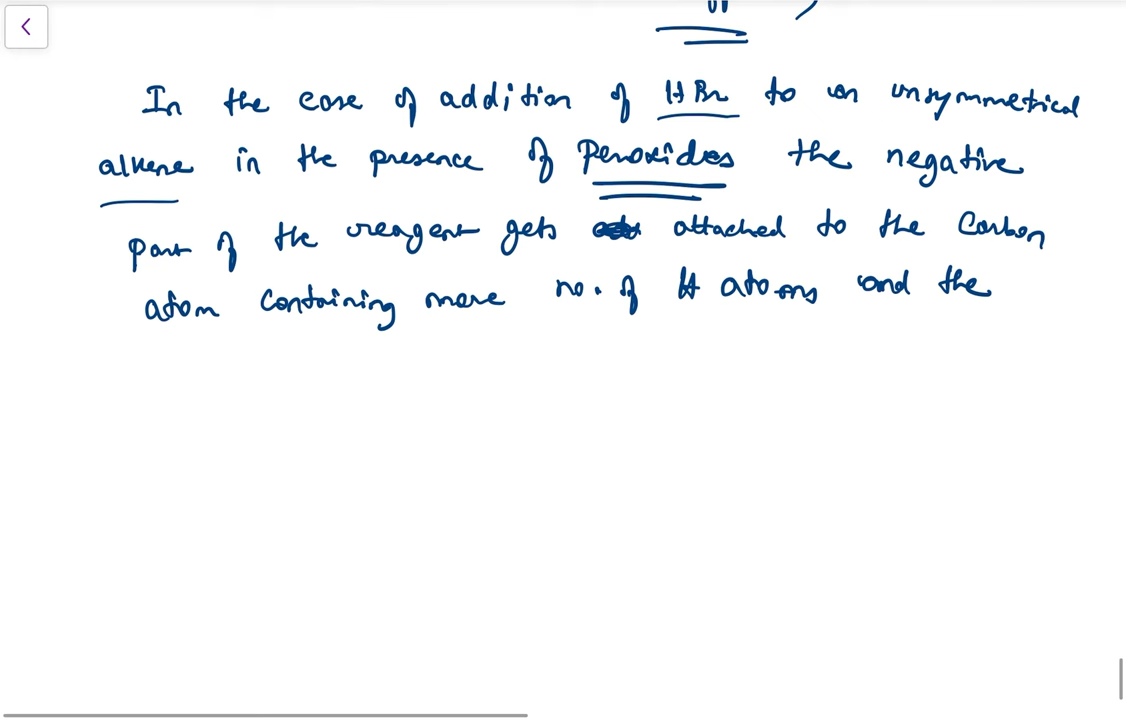 In the case of addition of HBr to an unsymmetrical
alkene in the presence of Peroxides the negative
part of the reagent gets attached to the Carbon
atom containing more no. of H atoms and the